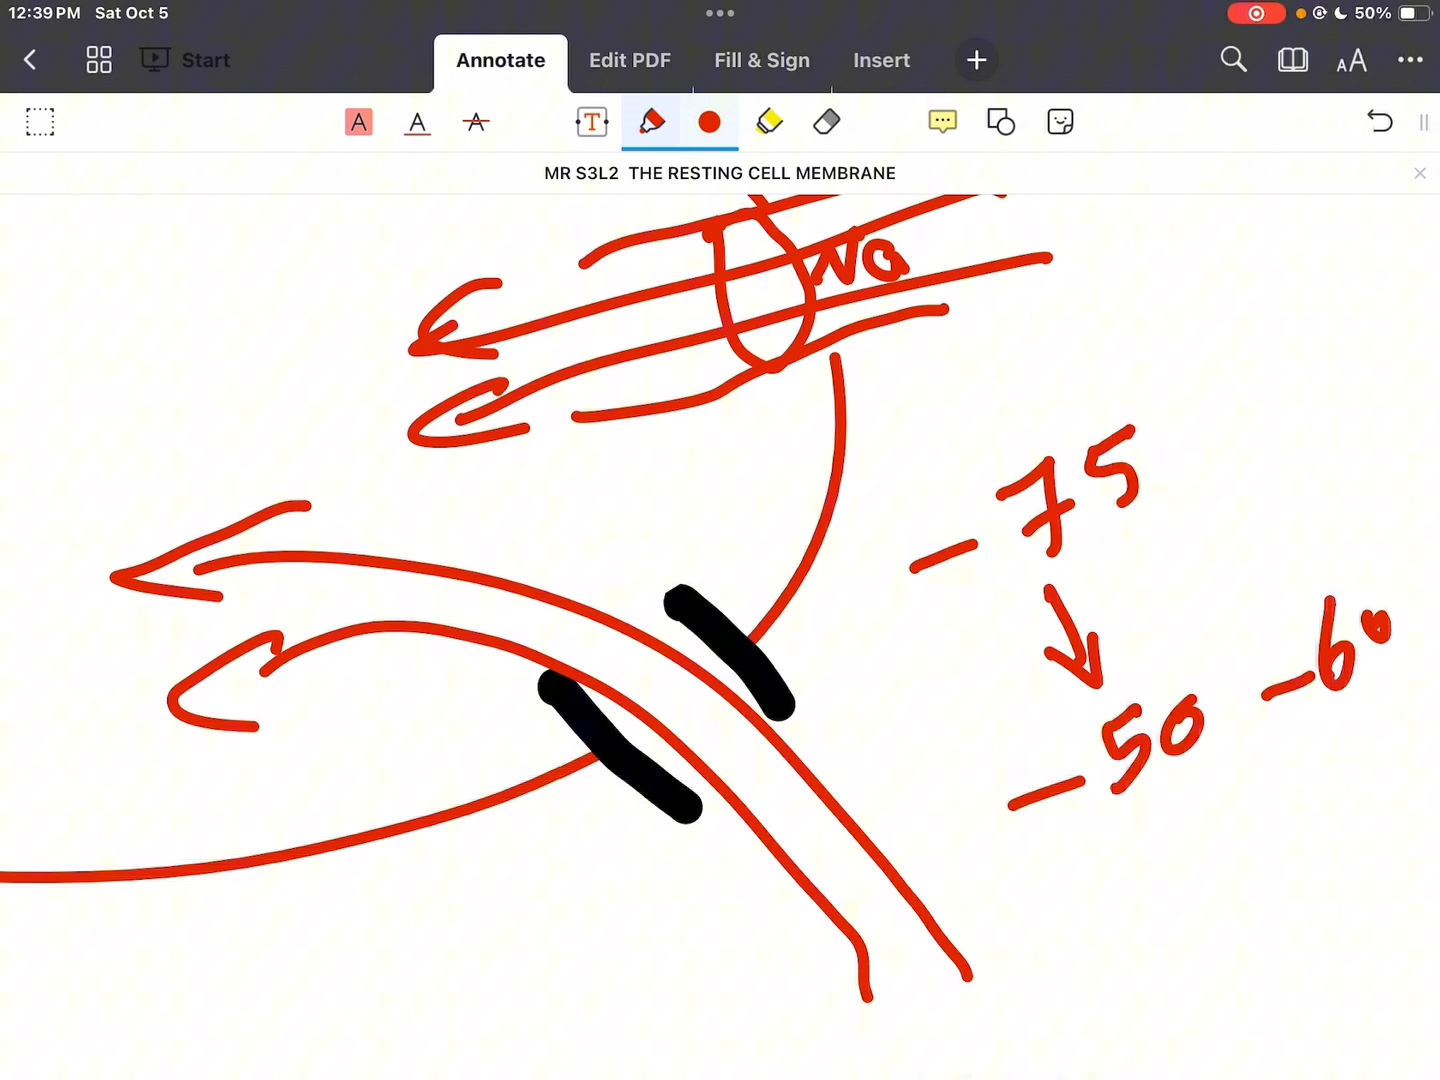 12:39 PM Sat Oct 5
50%
Start
Annotate
Edit PDF
Fill & Sign
Insert
MR S3L2 THE RESTING CELL MEMBRANE
Na
-75
-60
-50